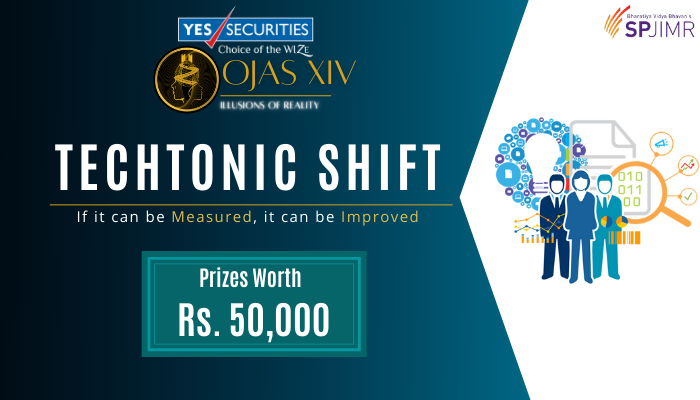 YES SECURITIES
Choice of the WIZE
OJAS XIV
ILLUSIONS OF REALITY
Bharatiya Vidya Bhavan's
SPJIMR
TECHTONIC SHIFT
If it can be Measured, it can be Improved
010
011
00
Prizes Worth
Rs. 50,000